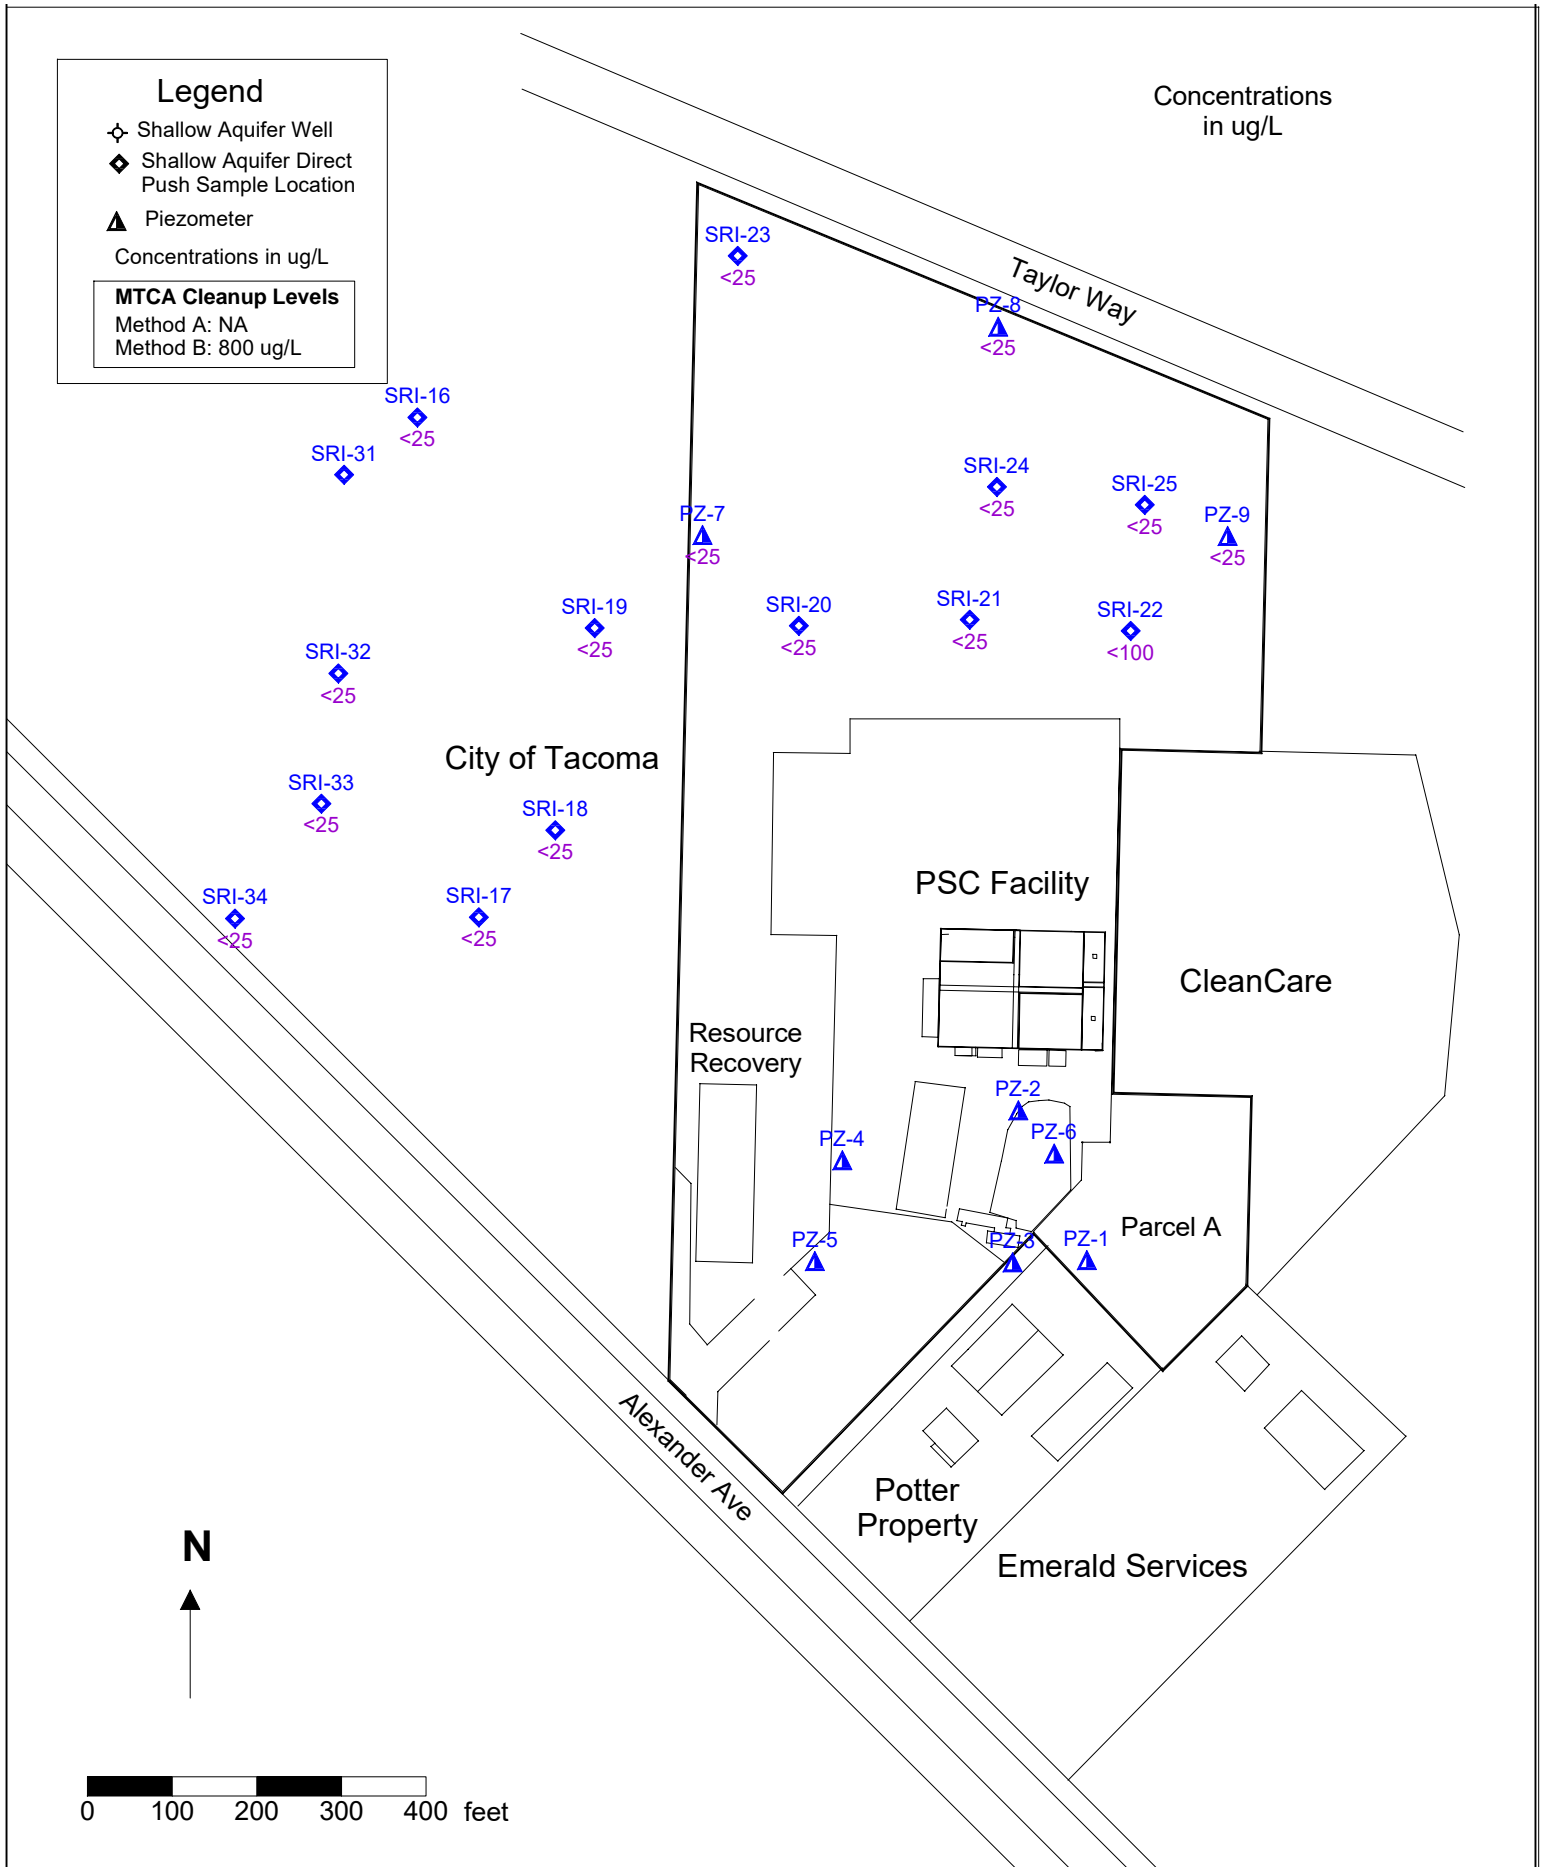 Legend
Shallow Aquifer Well
Shallow Aquifer Direct
Push Sample Location
Piezometer
Concentrations in ug/L
MTCA Cleanup Levels
Method A: NA
Method B: 800 ug/L
Concentrations
in ug/L
Taylor Way
SRI-23
<25
PZ-8
<25
SRI-16
<25
SRI-31
SRI-24
<25
SRI-25
<25
PZ-7
<25
PZ-9
<25
SRI-19
<25
SRI-20
<25
SRI-21
<25
SRI-22
<100
SRI-32
<25
City of Tacoma
SRI-33
<25
SRI-18
<25
SRI-34
<25
SRI-17
<25
PSC Facility
CleanCare
Resource
Recovery
PZ-2
PZ-6
PZ-4
PZ-5
PZ-3
PZ-1
Parcel A
Alexander Ave
Potter
Property
Emerald Services
N
0 100 200 300 400 feet